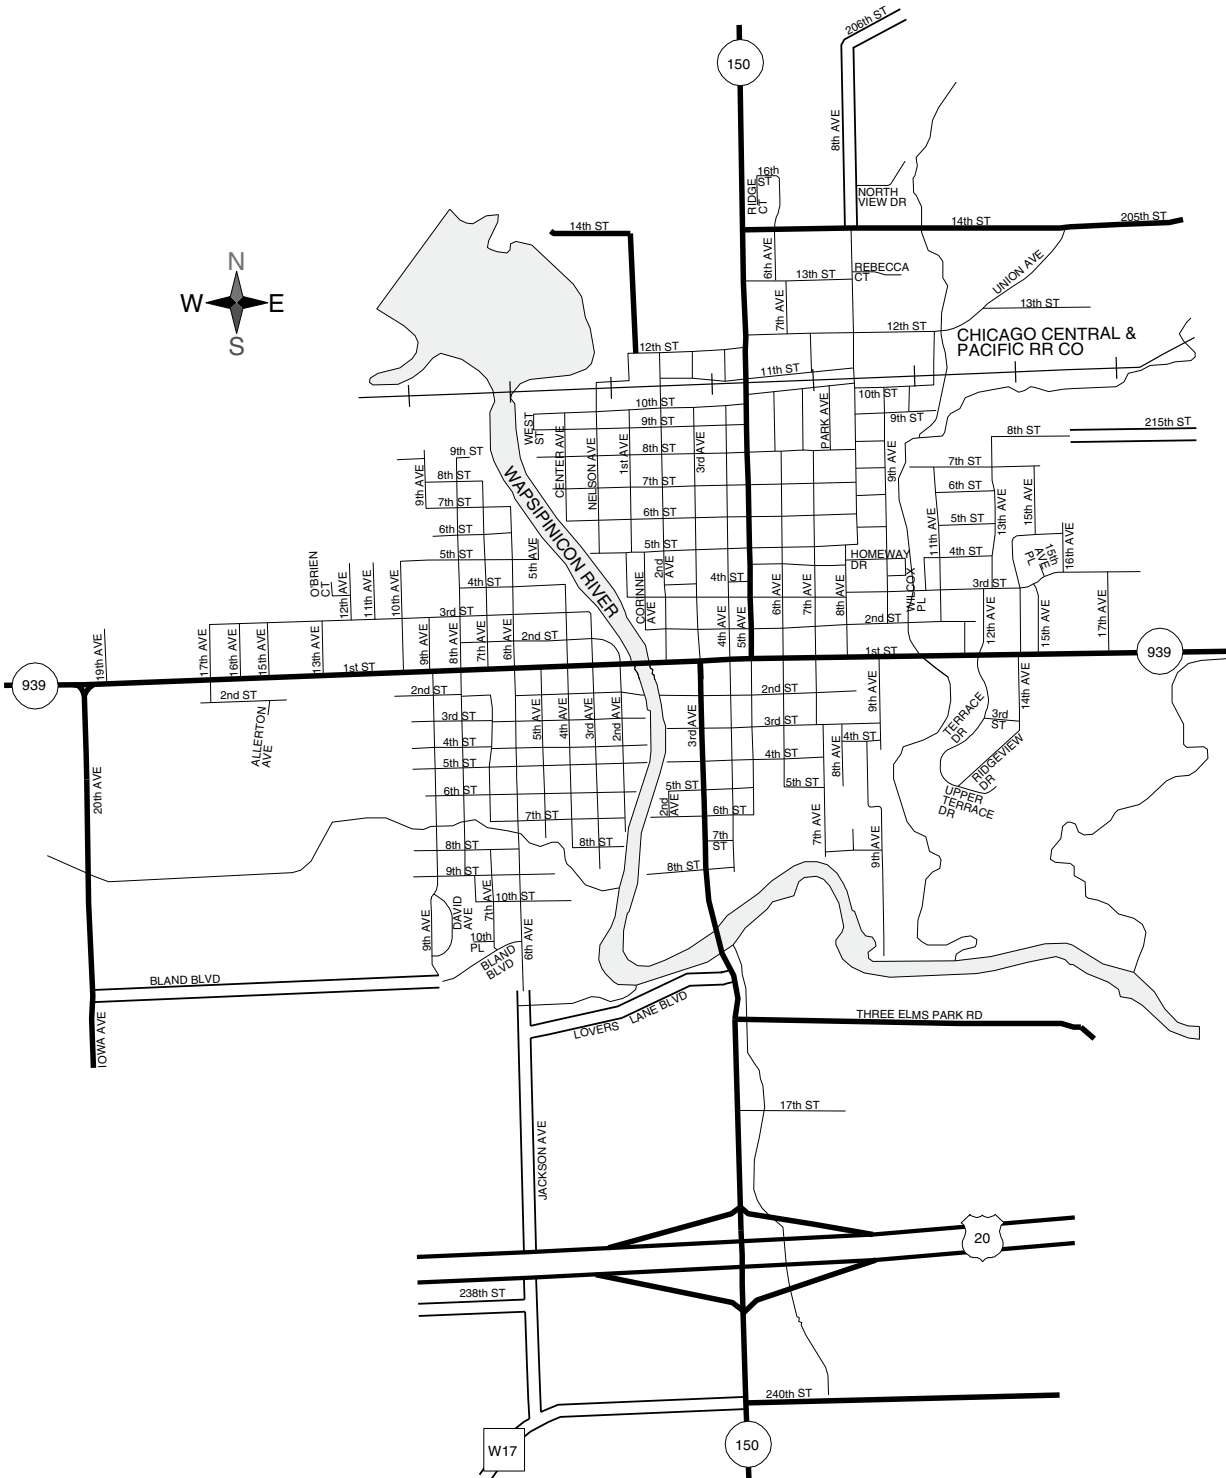 206th ST
150
8th AVE
16th
ST
RIDGE
CT
NORTH
VIEW DR
14th ST
14th ST
205th ST
N
W
E
S
6th AVE
13th ST
REBECCA
CT
UNION AVE
7th AVE
13th ST
12th ST
CHICAGO CENTRAL &
PACIFIC RR CO
12th ST
11th ST
10th ST
10th ST
9th ST
9th ST
WEST
ST
CENTER AVE
NELSON AVE
1st AVE
3rd AVE
PARK AVE
9th AVE
8th ST
215th ST
9th ST
8th ST
9th AVE
8th ST
7th ST
7th ST
6th ST
7th ST
WAPSIPINICON RIVER
6th ST
11th AVE
13th AVE
15th AVE
6th ST
5th ST
5th AVE
5th ST
5th ST
HOMEWAY
DR
4th ST
15th
AVE
PL
16th AVE
O'BRIEN
CT
12th AVE
11th AVE
10th AVE
4th ST
CORINNE
AVE
2nd
AVE
4th ST
6th AVE
7th AVE
8th AVE
WILCOX
PL
3rd ST
3rd ST
2nd ST
2nd ST
12th AVE
15th AVE
17th AVE
19th AVE
17th AVE
16th AVE
15th AVE
13th AVE
9th AVE
8th AVE
7th AVE
6th AVE
4th AVE
5th AVE
1st ST
1st ST
939
939
2nd ST
ALLERTON
AVE
2nd ST
2nd ST
9th AVE
14th AVE
3rd ST
5th AVE
4th AVE
3rd AVE
2nd AVE
3rd AVE
3rd ST
TERRACE
DR
3rd
ST
4th ST
4th ST
8th AVE
4th ST
RIDGEVIEW
DR
5th ST
5th ST
5th ST
UPPER
TERRACE
DR
20th AVE
6th ST
2nd
AVE
6th ST
7th ST
7th
ST
7th AVE
9th AVE
8th ST
8th ST
8th ST
9th ST
DAVID
AVE
7th AVE
10th ST
9th AVE
10th
PL
6th AVE
BLAND
BLVD
BLAND BLVD
LOVERS LANE BLVD
THREE ELMS PARK RD
IOWA AVE
17th ST
JACKSON AVE
20
238th ST
240th ST
W17
150